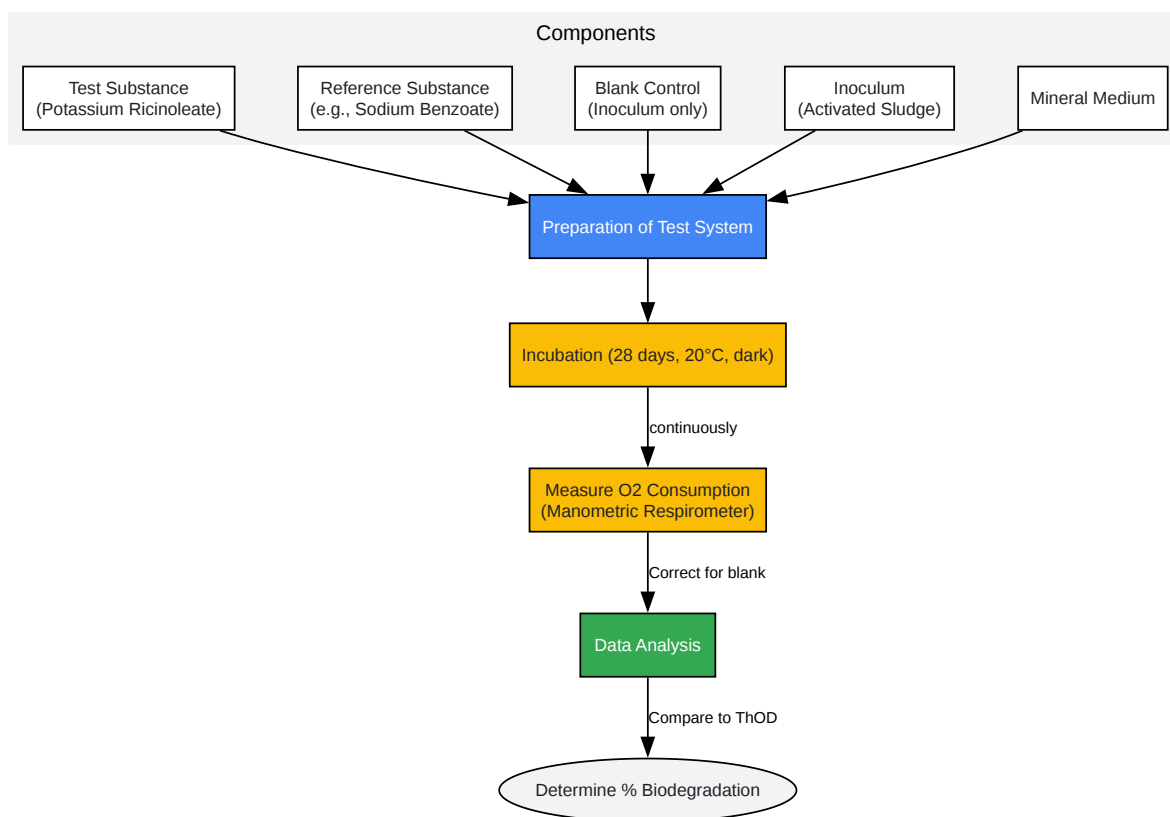 Components
Test Substance
(Potassium Ricinoleate)
Reference Substance
(e.g., Sodium Benzoate)
Blank Control
(Inoculum only)
Inoculum
(Activated Sludge)
Mineral Medium
Preparation of Test System
Incubation (28 days, 20°C, dark)
continuously
Measure O2 Consumption
(Manometric Respirometer)
Correct for blank
Data Analysis
Compare to ThOD
Determine % Biodegradation